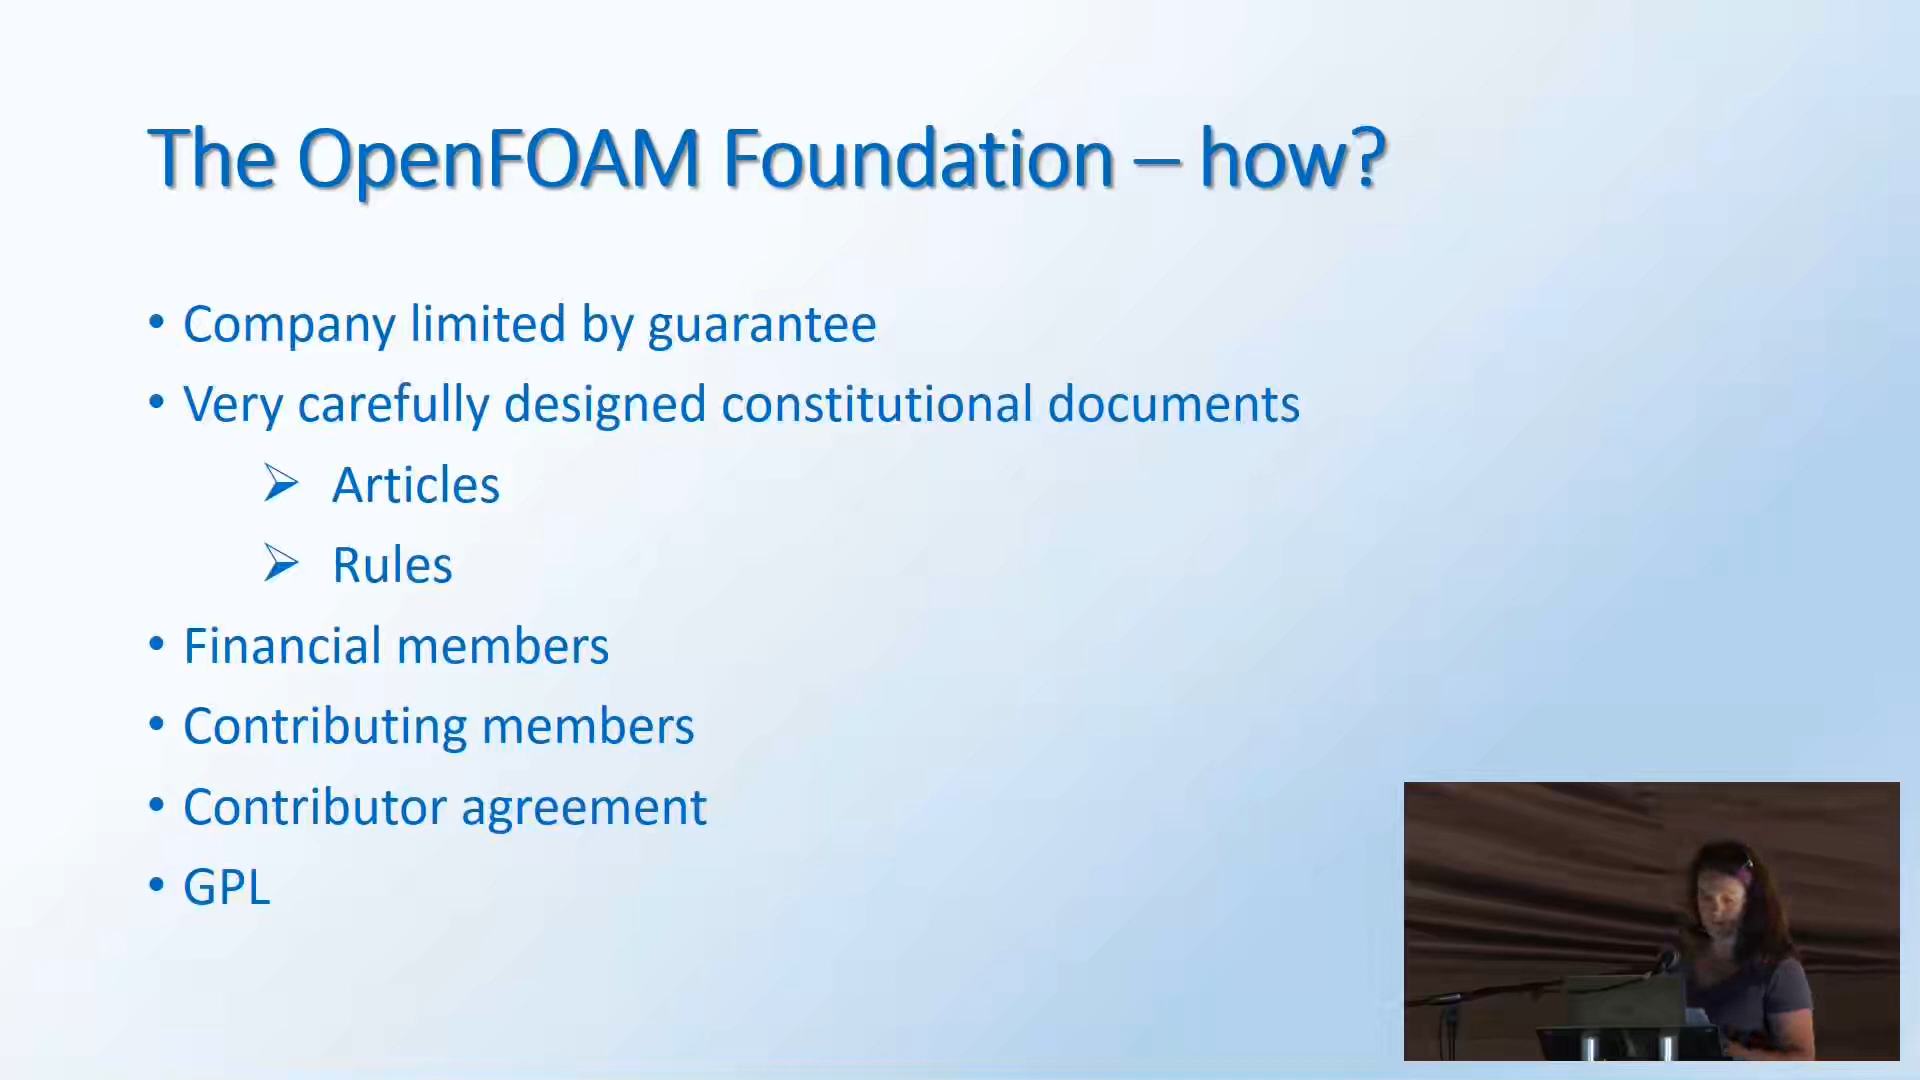 The OpenFOAM Foundation – how?
• Company limited by guarantee
• Very carefully designed constitutional documents
➢ Articles
➢ Rules
• Financial members
• Contributing members
• Contributor agreement
• GPL